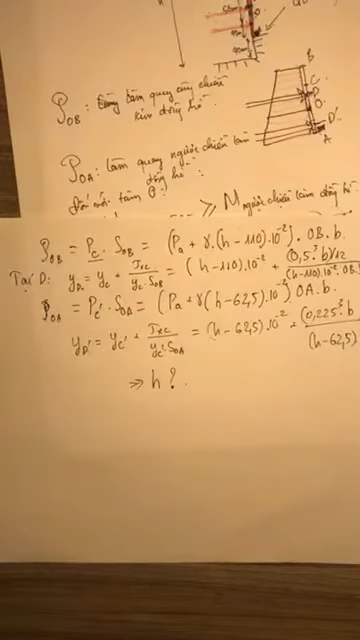 B
C
D
O
D'
A
P_OB : làm quay cùng chiều
kim đồng hồ.
P_OA : làm quay ngược chiều kim
đồng hồ :
Đối với tâm O :
=> M ngược chiều kim đồng hồ
P_OB = P_C . S_OB = (P_a + γ.(h - 110).10^-2) . OB . b.
Tại D: y_D = y_C + J_xc / (y_C . S_OB) = (h - 110).10^-2 + 0,5^3 . b / 12 / ((h - 110).10^-2 . OB
P_OA = P_C' . S_OA = (P_a + γ(h - 62,5).10^-2) OA . b.
y_D' = y_C' + J_xc / (y_C' . S_OA) = (h - 62,5).10^-2 + (0,225^3 . b / (h - 62,5)
=> h ?